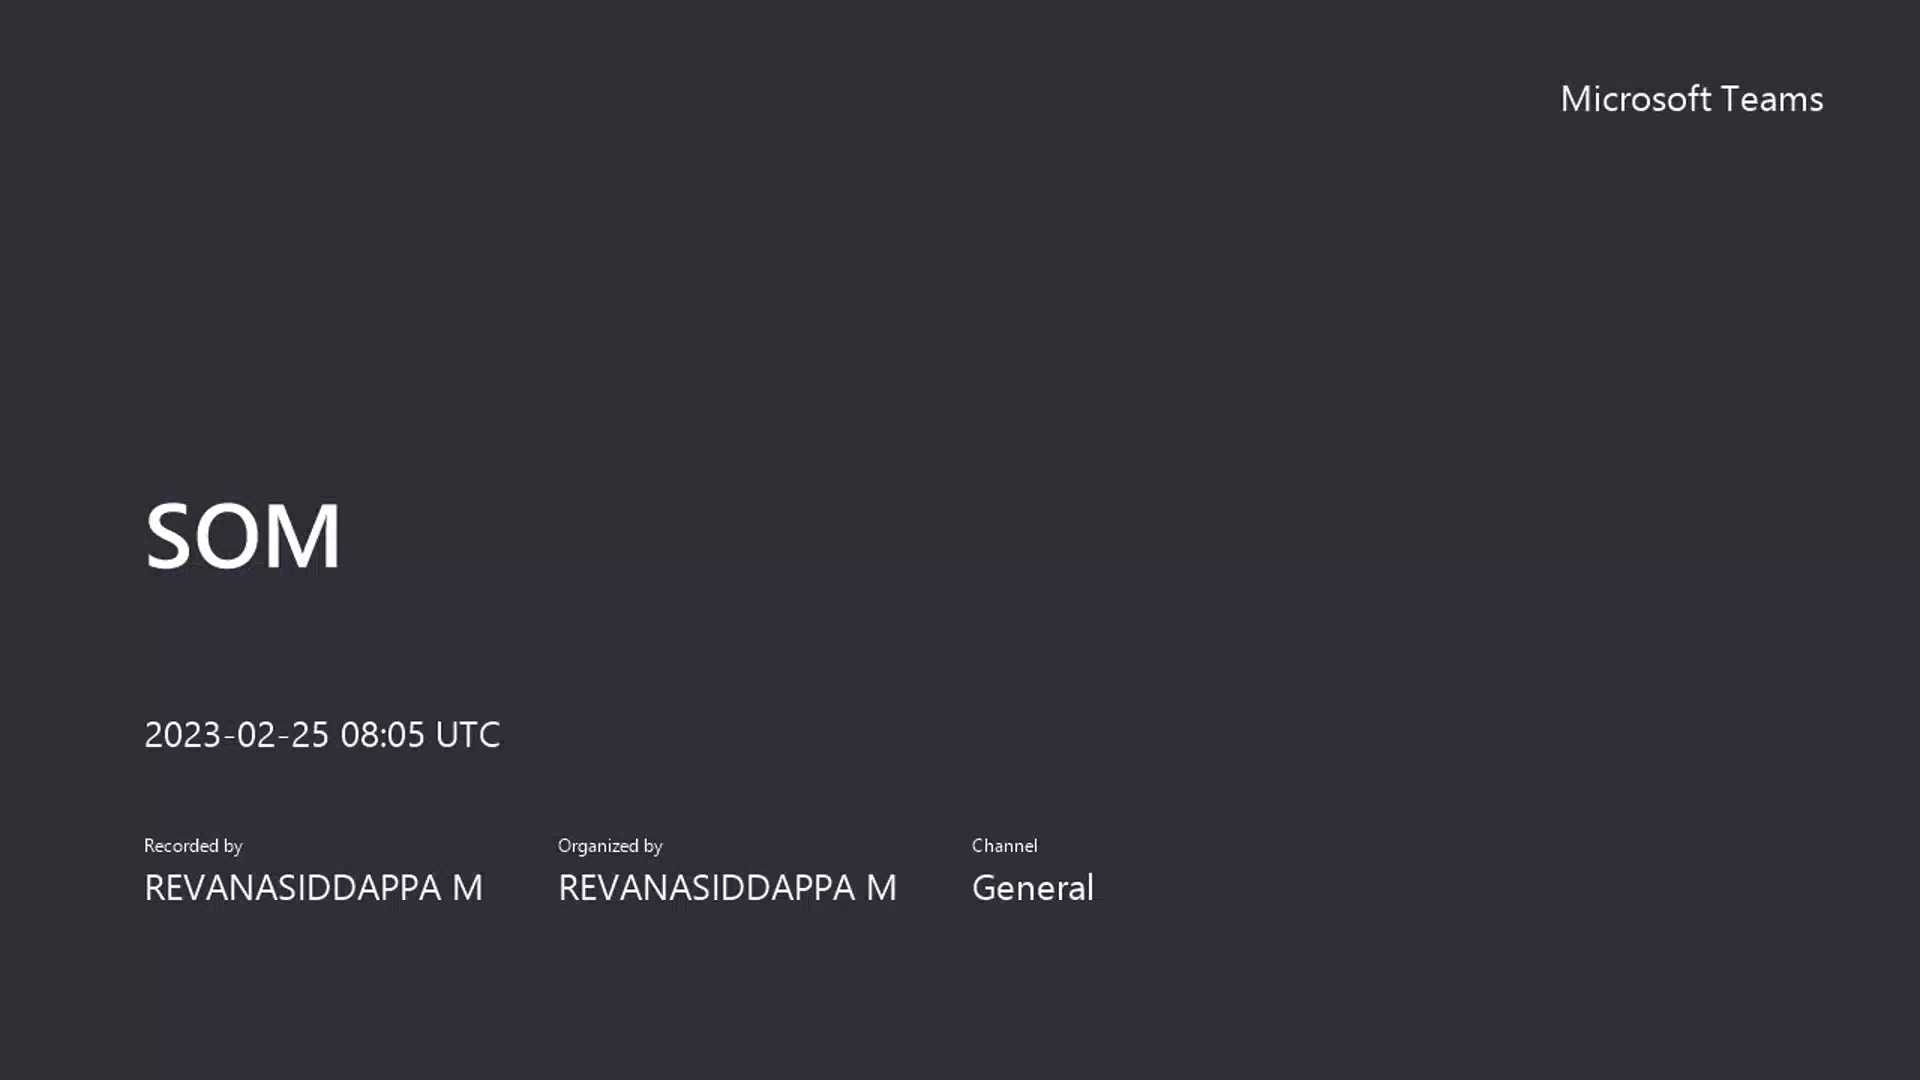 Microsoft Teams
SOM
2023-02-25 08:05 UTC
Recorded by
REVANASIDDAPPA M
Organized by
REVANASIDDAPPA M
Channel
General